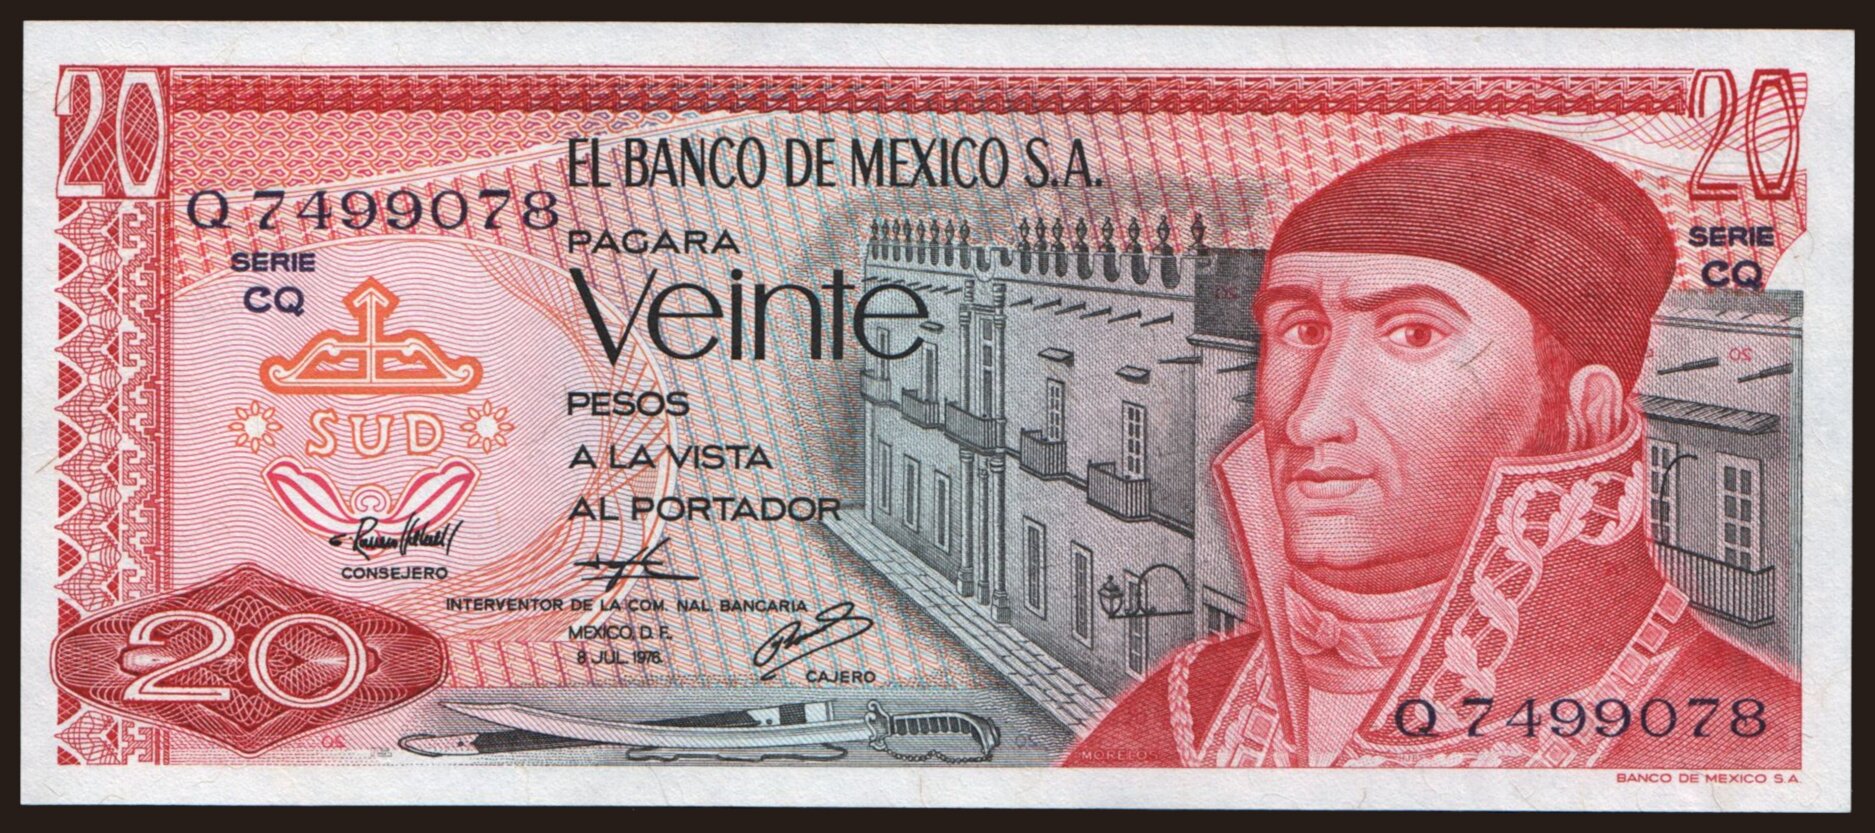 20
20
EL BANCO DE MEXICO S.A.
Q 7499078
PAGARA
SERIE
CQ
SERIE
CQ
Veinte
SUD
PESOS
A LA VISTA
AL PORTADOR
CONSEJERO
INTERVENTOR DE LA COM. NAL. BANCARIA
MEXICO, D. F.
8 JUL. 1976.
CAJERO
20
Q 7499078
MORELOS
BANCO DE MEXICO S.A.